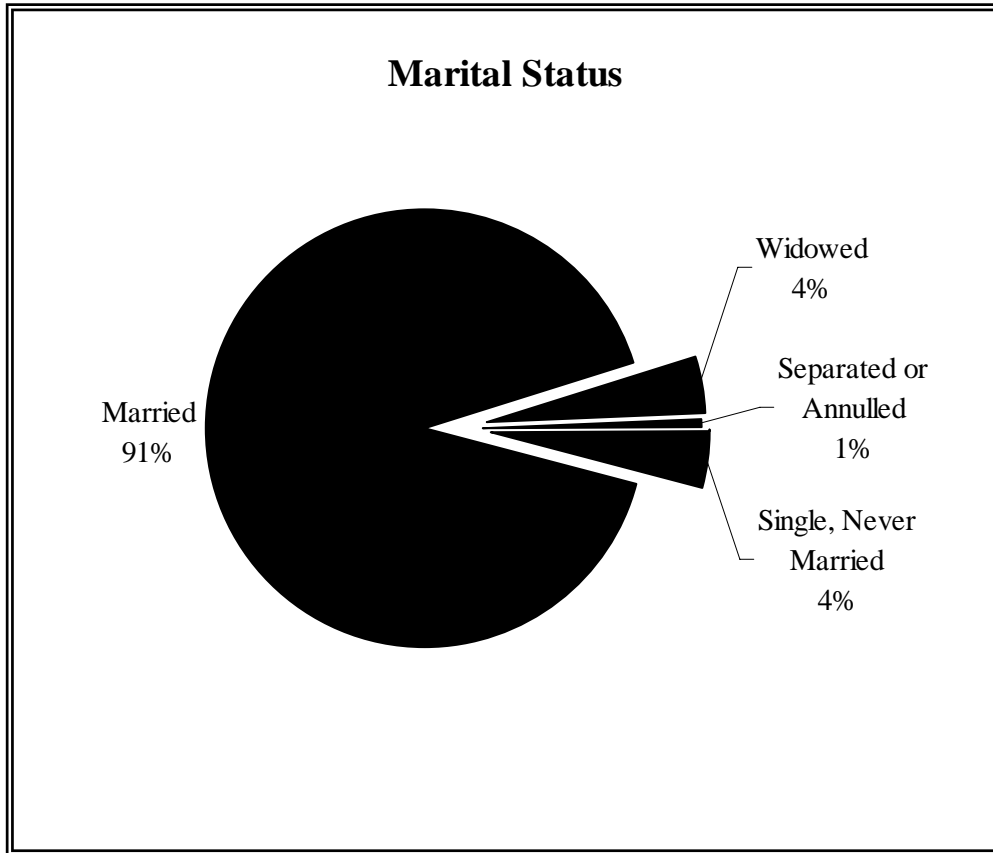 Marital Status
Widowed
4%
Separated or
Annulled
1%
Married
91%
Single, Never
Married
4%